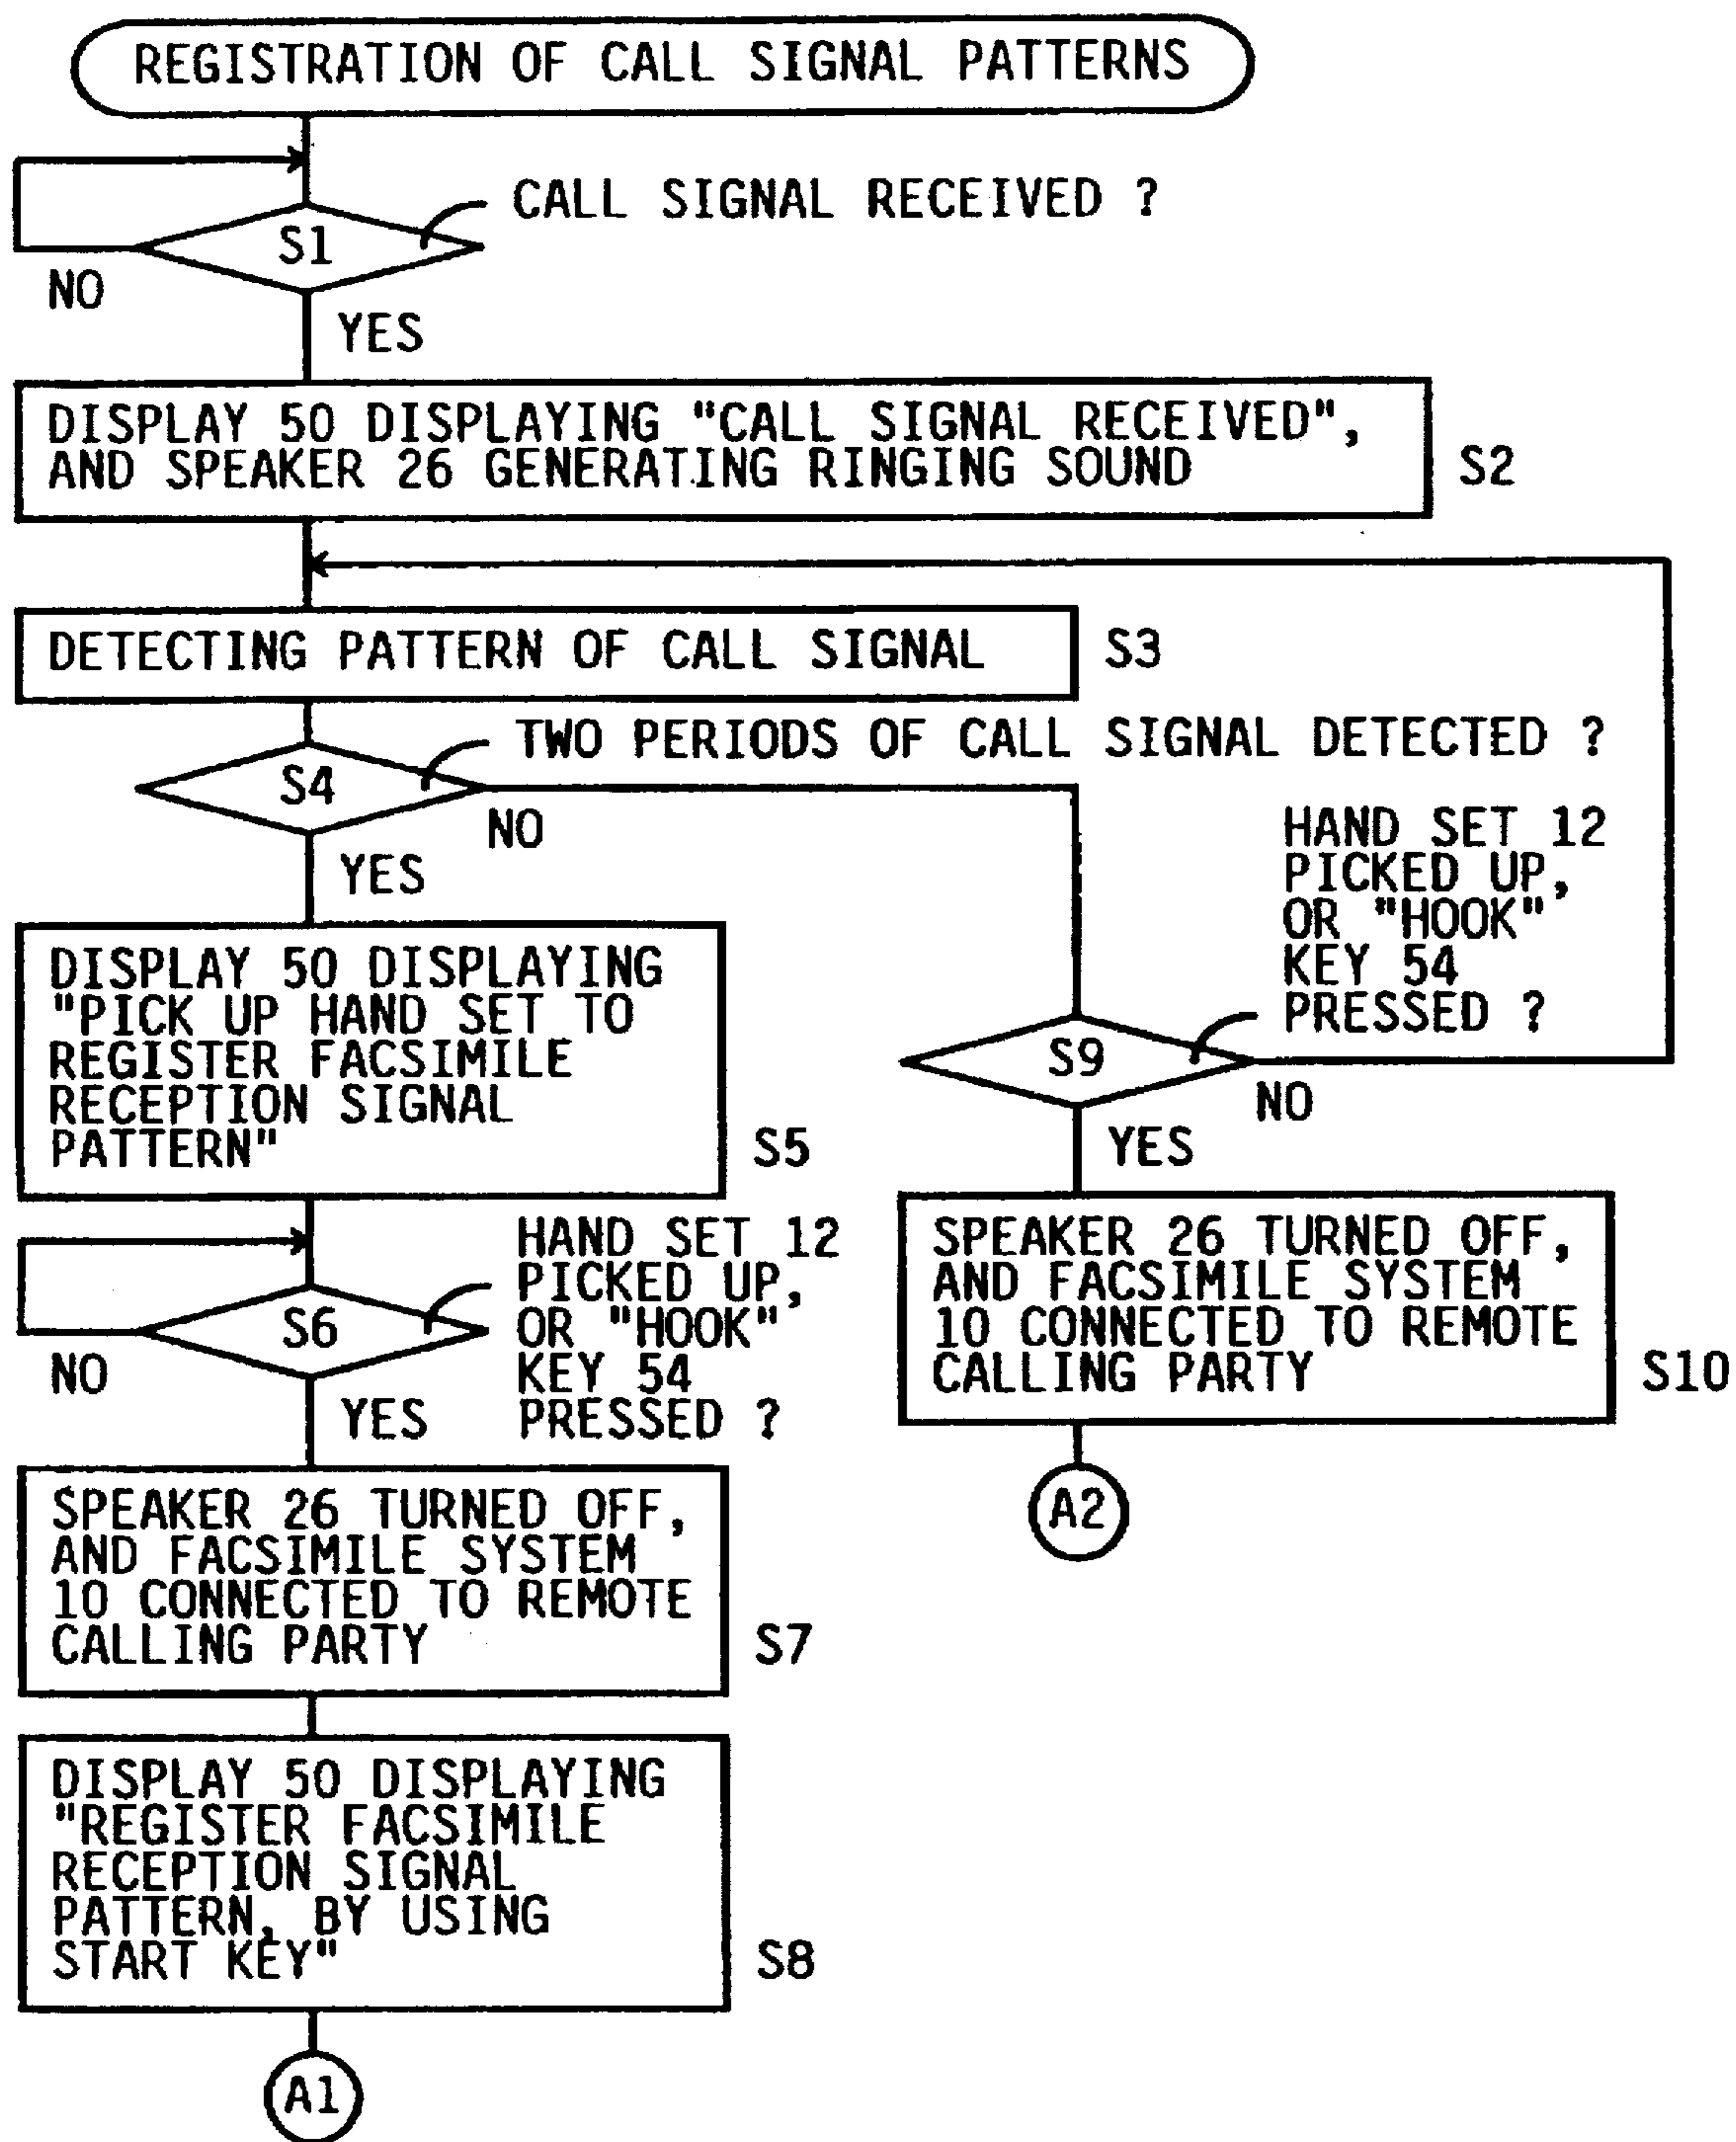 REGISTRATION OF CALL SIGNAL PATTERNS
CALL SIGNAL RECEIVED ?
S1
NO
YES
DISPLAY 50 DISPLAYING "CALL SIGNAL RECEIVED",
AND SPEAKER 26 GENERATING RINGING SOUND
S2
DETECTING PATTERN OF CALL SIGNAL
S3
TWO PERIODS OF CALL SIGNAL DETECTED ?
S4
NO
YES
DISPLAY 50 DISPLAYING
"PICK UP HAND SET TO
REGISTER FACSIMILE
RECEPTION SIGNAL
PATTERN"
S5
HAND SET 12
PICKED UP,
OR "HOOK"
KEY 54
PRESSED ?
S6
NO
YES
SPEAKER 26 TURNED OFF,
AND FACSIMILE SYSTEM
10 CONNECTED TO REMOTE
CALLING PARTY
S7
DISPLAY 50 DISPLAYING
"REGISTER FACSIMILE
RECEPTION SIGNAL
PATTERN, BY USING
START KEY"
S8
A1
HAND SET 12
PICKED UP,
OR "HOOK"
KEY 54
PRESSED ?
S9
NO
YES
SPEAKER 26 TURNED OFF,
AND FACSIMILE SYSTEM
10 CONNECTED TO REMOTE
CALLING PARTY
S10
A2